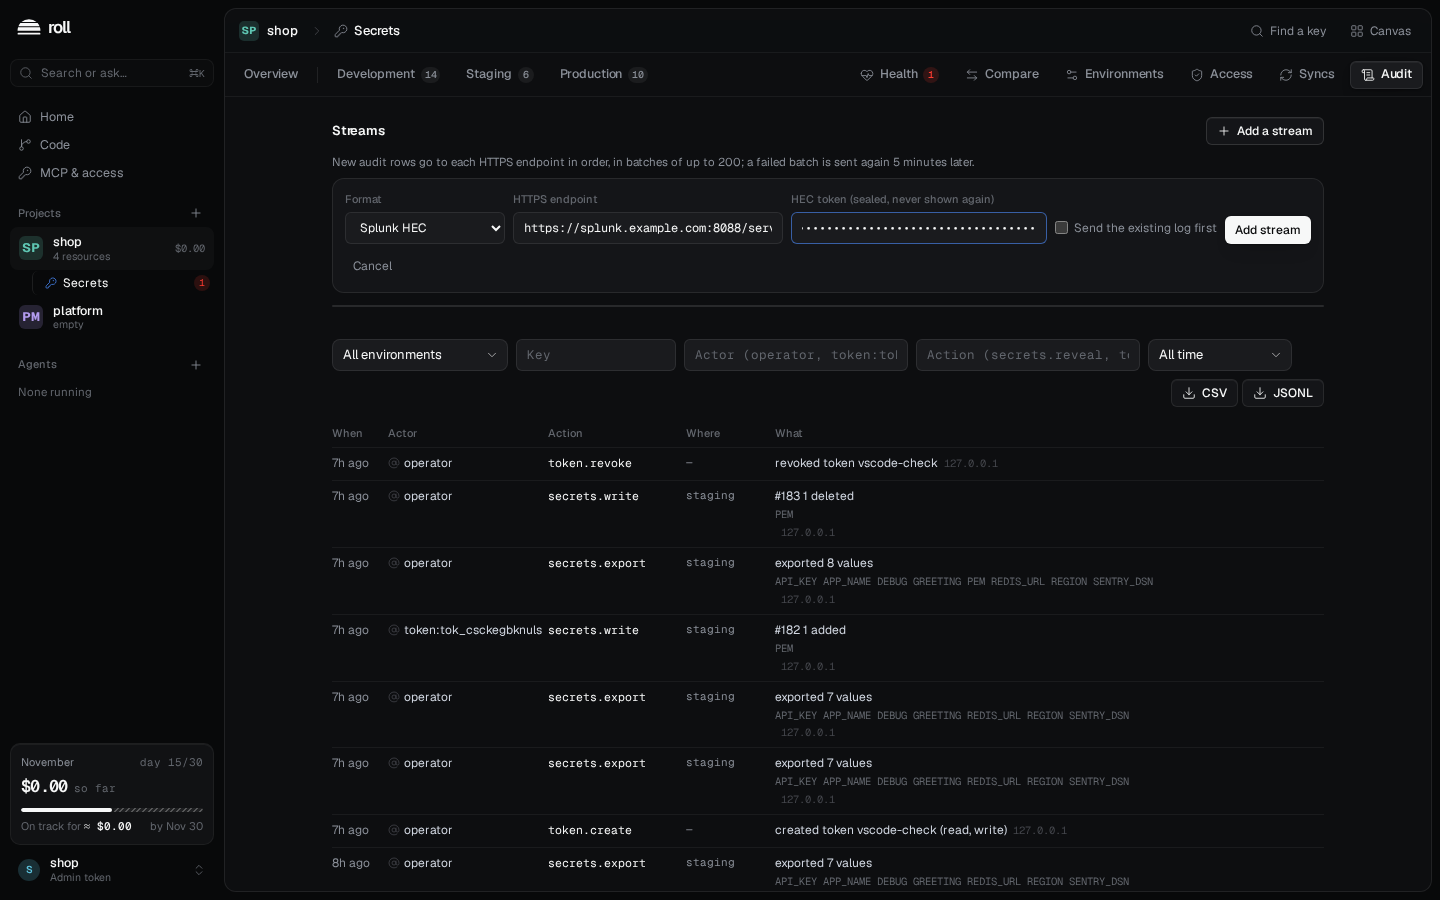 roll
Search or ask... ⌘K
Home
Code
MCP & access
Projects
SP shop $0.00
4 resources
Secrets 1
PM platform
empty
Agents
None running
November day 15/30
$0.00 so far
On track for ≈ $0.00 by Nov 30
S shop
Admin token
SP shop Secrets
Find a key Canvas
Overview Development 14 Staging 6 Production 10
Health 1 Compare Environments Access Syncs Audit
Streams
Add a stream
New audit rows go to each HTTPS endpoint in order, in batches of up to 200; a failed batch is sent again 5 minutes later.
Format HTTPS endpoint HEC token (sealed, never shown again)
Splunk HEC https://splunk.example.com:8088/serv Send the existing log first Add stream
Cancel
All environments Key Actor (operator, token:to Action (secrets.reveal, t All time
CSV JSONL
When Actor Action Where What
7h ago @ operator token.revoke — revoked token vscode-check 127.0.0.1
7h ago @ operator secrets.write staging #183 1 deleted
PEM
127.0.0.1
7h ago @ operator secrets.export staging exported 8 values
API_KEY APP_NAME DEBUG GREETING PEM REDIS_URL REGION SENTRY_DSN
127.0.0.1
7h ago @ token:tok_csckegbknuls secrets.write staging #182 1 added
PEM
127.0.0.1
7h ago @ operator secrets.export staging exported 7 values
API_KEY APP_NAME DEBUG GREETING REDIS_URL REGION SENTRY_DSN
127.0.0.1
7h ago @ operator secrets.export staging exported 7 values
API_KEY APP_NAME DEBUG GREETING REDIS_URL REGION SENTRY_DSN
127.0.0.1
7h ago @ operator token.create — created token vscode-check (read, write) 127.0.0.1
8h ago @ operator secrets.export staging exported 7 values
API_KEY APP_NAME DEBUG GREETING REDIS_URL REGION SENTRY_DSN